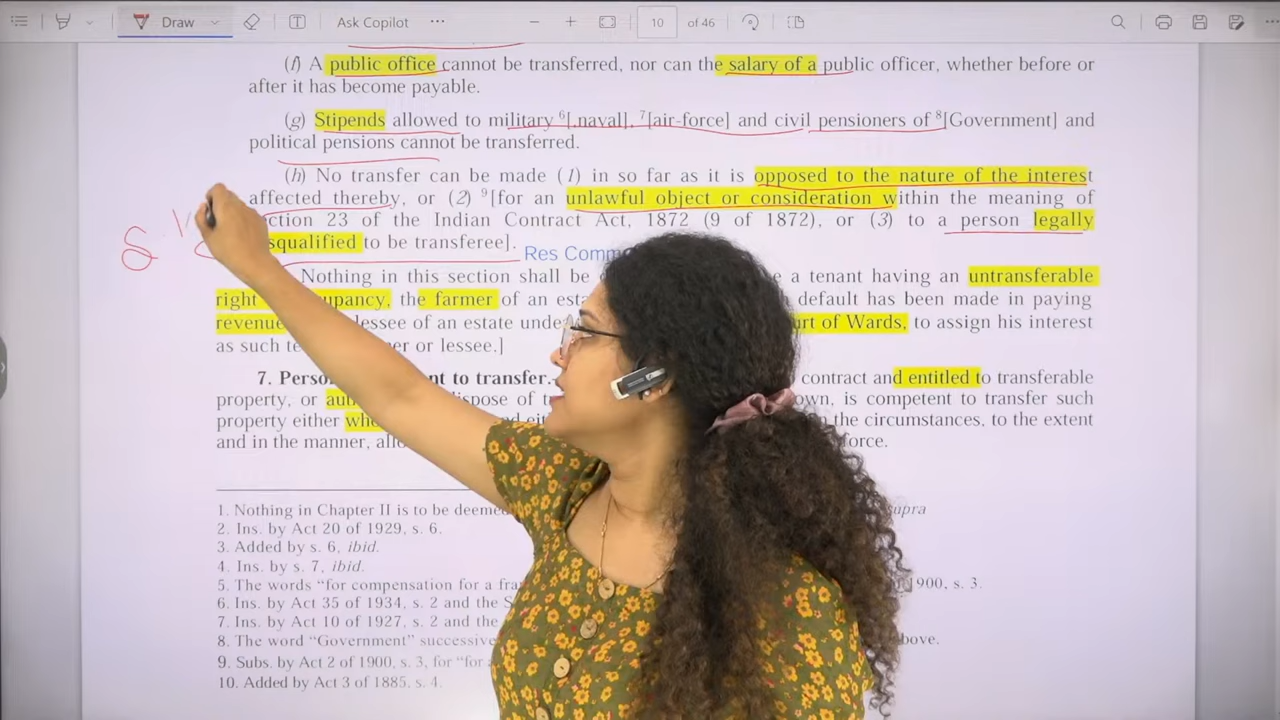 Draw
Ask Copilot
10 of 46
(f) A public office cannot be transferred, nor can the salary of a public officer, whether before or
after it has become payable.
(g) Stipends allowed to military 6[ naval], 7[air-force] and civil pensioners of 8[Government] and
political pensions cannot be transferred.
(h) No transfer can be made (1) in so far as it is opposed to the nature of the interest
affected thereby, or (2) 9[for an unlawful object or consideration within the meaning of
ction 23 of the Indian Contract Act, 1872 (9 of 1872), or (3) to a person legally
squalified to be transferee].
Res Comm
Nothing in this section shall be a tenant having an untransferable
right upancy, the farmer of an esta default has been made in paying
revenue lessee of an estate unde rt of Wards, to assign his interest
as such te er or lessee.]
7. Perso nt to transfer. contract and entitled to transferable
property, or au ispose of t own, is competent to transfer such
property either whe d eit n the circumstances, to the extent
and in the manner, allo force.
1. Nothing in Chapter II is to be deeme supra
2. Ins. by Act 20 of 1929, s. 6.
3. Added by s. 6, ibid.
4. Ins. by s. 7, ibid.
5. The words “for compensation for a fra 1900, s. 3.
6. Ins. by Act 35 of 1934, s. 2 and the S
7. Ins. by Act 10 of 1927, s. 2 and the
8. The word “Government” successive above.
9. Subs. by Act 2 of 1900, s. 3, for “for
10. Added by Act 3 of 1885, s. 4.